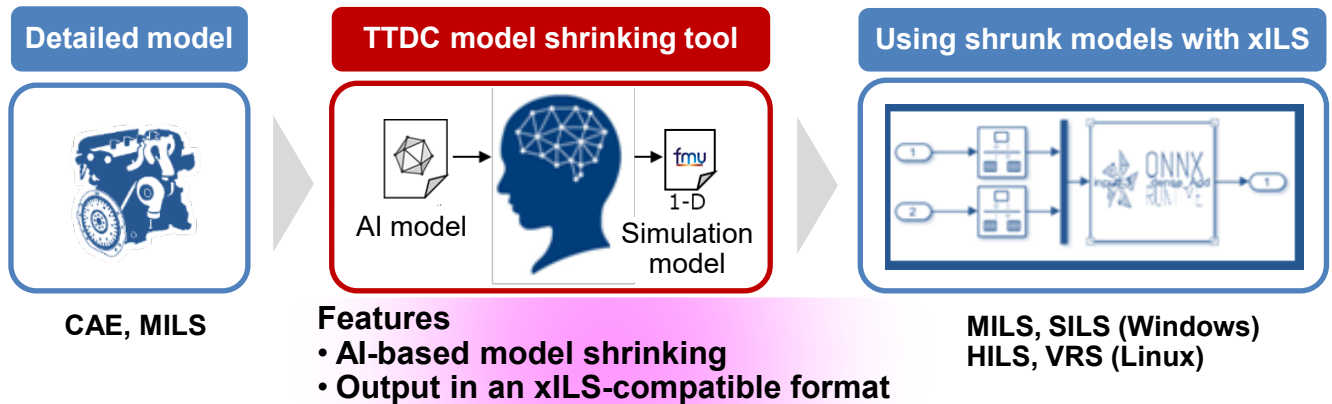 Detailed model
TTDC model shrinking tool
Using shrunk models with xILS
AI model
fmu
1-D
Simulation
model
1
2
ONNX
1
CAE, MILS
Features
• AI-based model shrinking
• Output in an xILS-compatible format
MILS, SILS (Windows)
HILS, VRS (Linux)